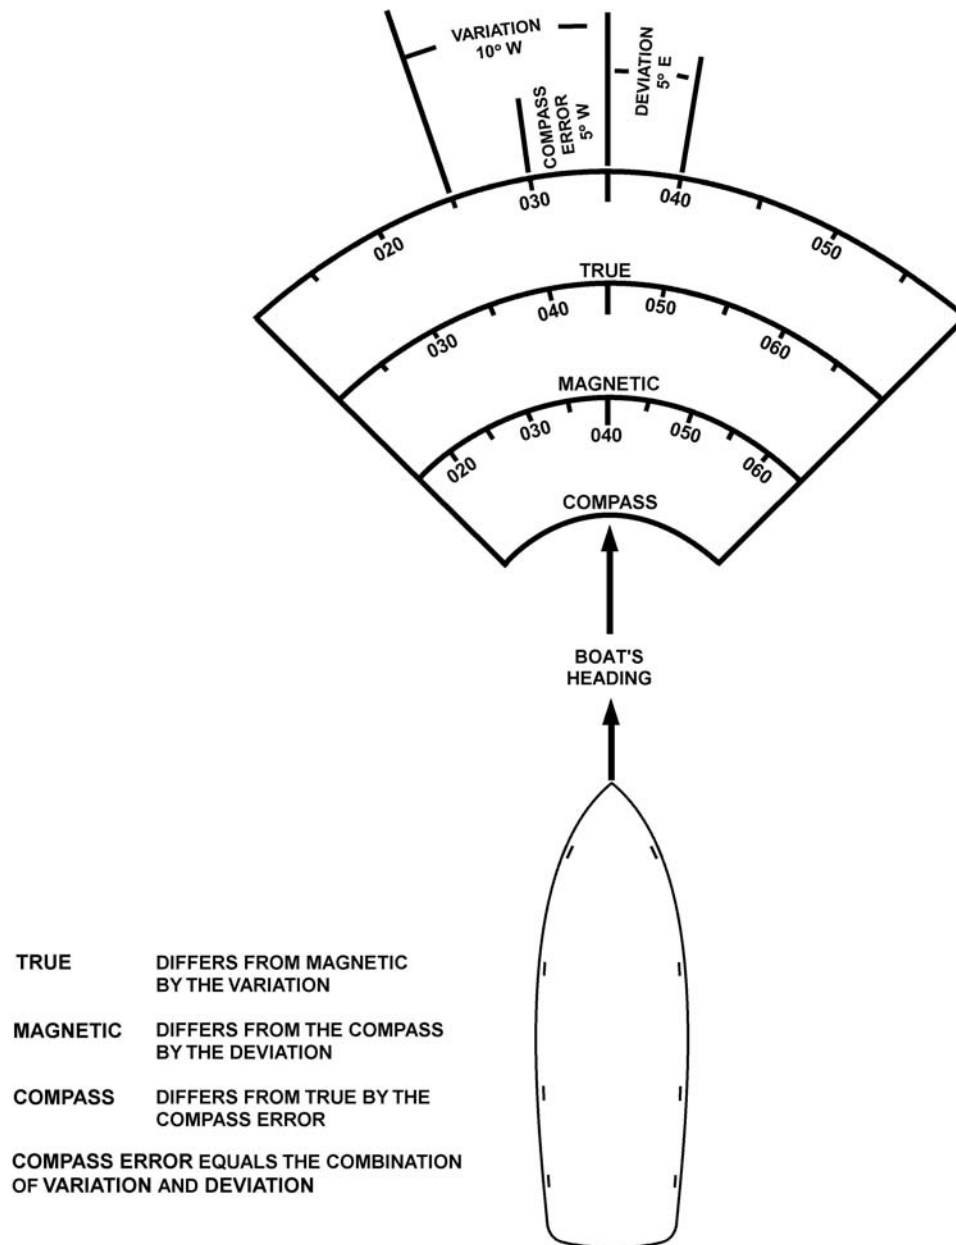 VARIATION
10° W
DEVIATION
5° E
COMPASS
ERROR
5° W
020
030
040
050
TRUE
030
040
050
060
MAGNETIC
020
030
040
050
060
COMPASS
BOAT'S
HEADING
TRUE DIFFERS FROM MAGNETIC
BY THE VARIATION
MAGNETIC DIFFERS FROM THE COMPASS
BY THE DEVIATION
COMPASS DIFFERS FROM TRUE BY THE
COMPASS ERROR
COMPASS ERROR EQUALS THE COMBINATION
OF VARIATION AND DEVIATION